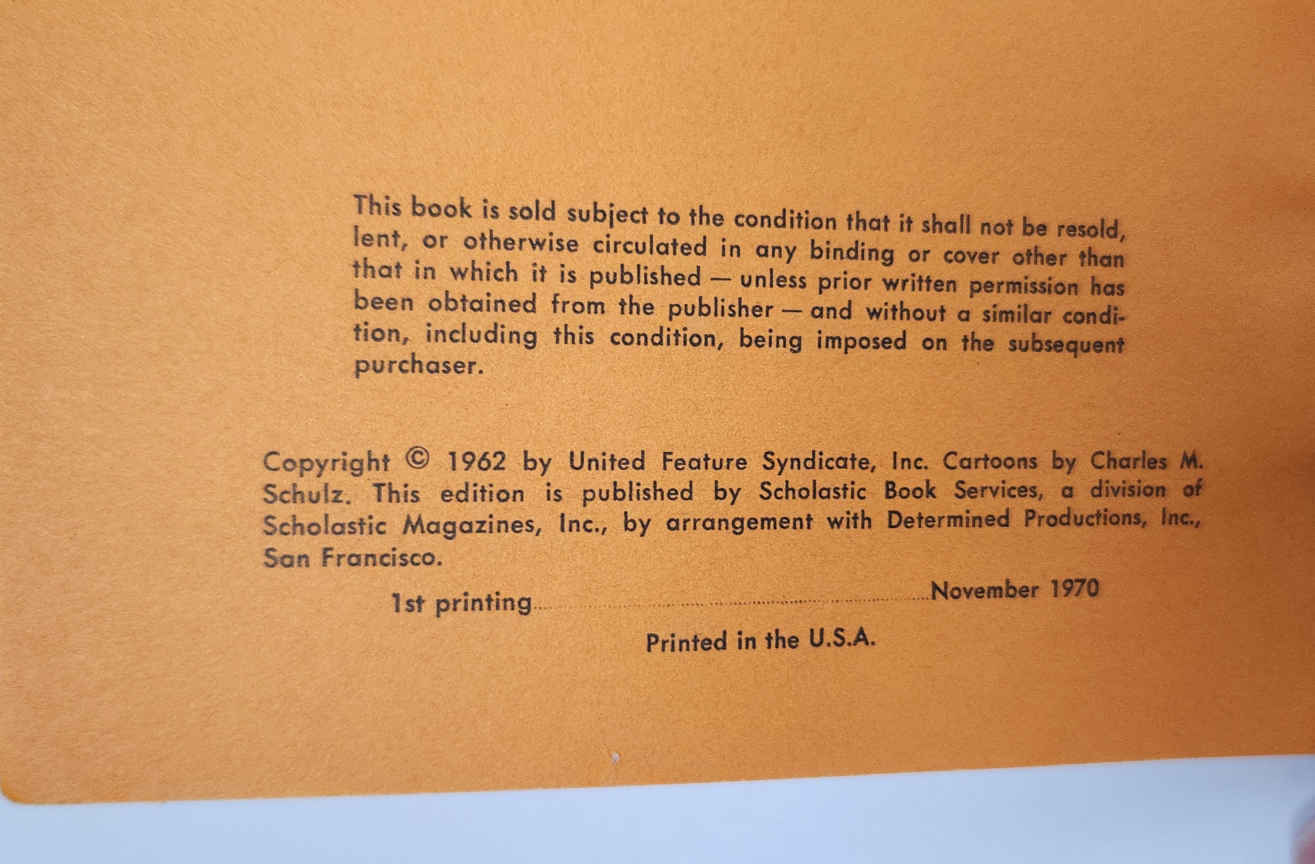 This book is sold subject to the condition that it shall not be resold,
lent, or otherwise circulated in any binding or cover other than
that in which it is published — unless prior written permission has
been obtained from the publisher — and without a similar condi-
tion, including this condition, being imposed on the subsequent
purchaser.
Copyright © 1962 by United Feature Syndicate, Inc. Cartoons by Charles M.
Schulz. This edition is published by Scholastic Book Services, a division of
Scholastic Magazines, Inc., by arrangement with Determined Productions, Inc.,
San Francisco.
1st printing..............................November 1970
Printed in the U.S.A.